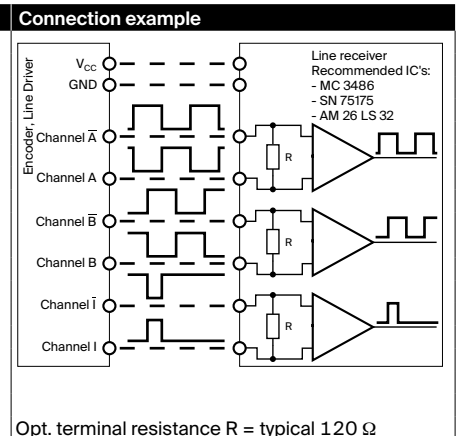 Connection example
Encoder, Line Driver
V_CC
GND
Channel A̅
Channel A
Channel B̅
Channel B
Channel I̅
Channel I
Line receiver
Recommended IC's:
- MC 3486
- SN 75175
- AM 26 LS 32
R
R
R
Opt. terminal resistance R = typical 120 Ω